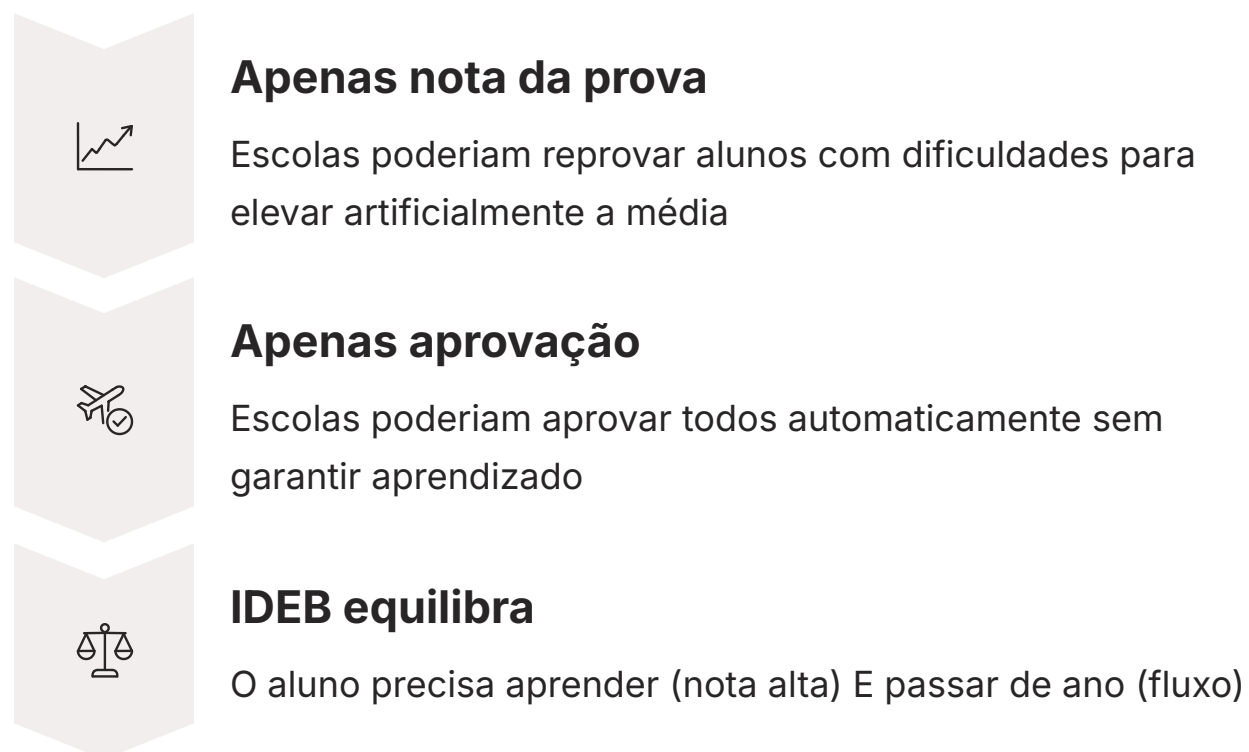 Apenas nota da prova
Escolas poderiam reprovar alunos com dificuldades para
elevar artificialmente a média
Apenas aprovação
Escolas poderiam aprovar todos automaticamente sem
garantir aprendizado
IDEB equilibra
O aluno precisa aprender (nota alta) E passar de ano (fluxo)